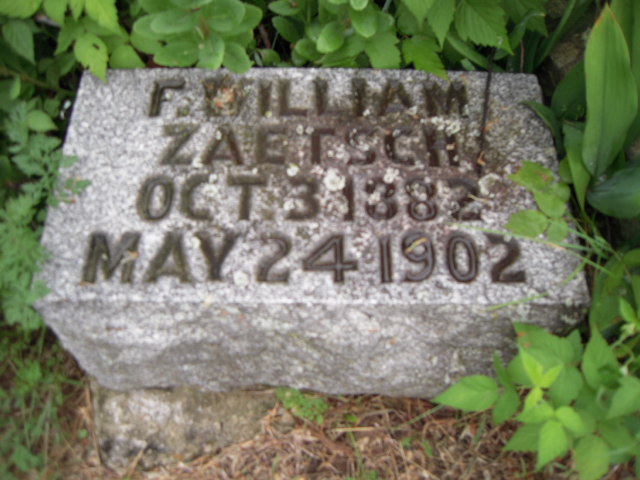 F. WILLIAM
ZAETSCH
OCT. 3 1882
MAY 24 1902